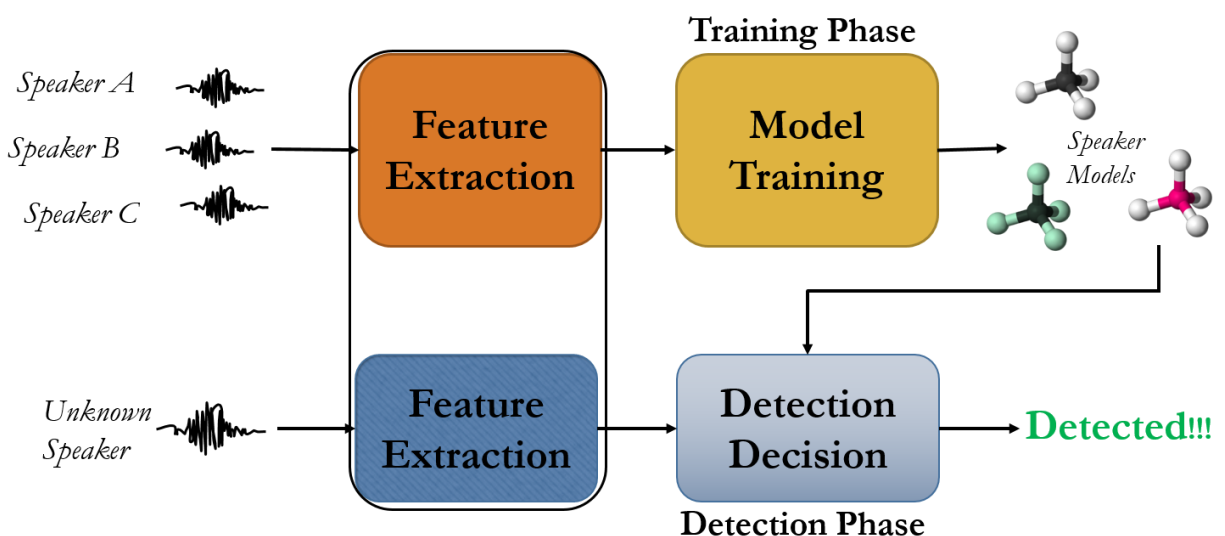 Training Phase
Speaker A
Speaker B
Speaker C
Feature
Extraction
Model
Training
Speaker
Models
Unknown
Speaker
Feature
Extraction
Detection
Decision
Detected!!!
Detection Phase